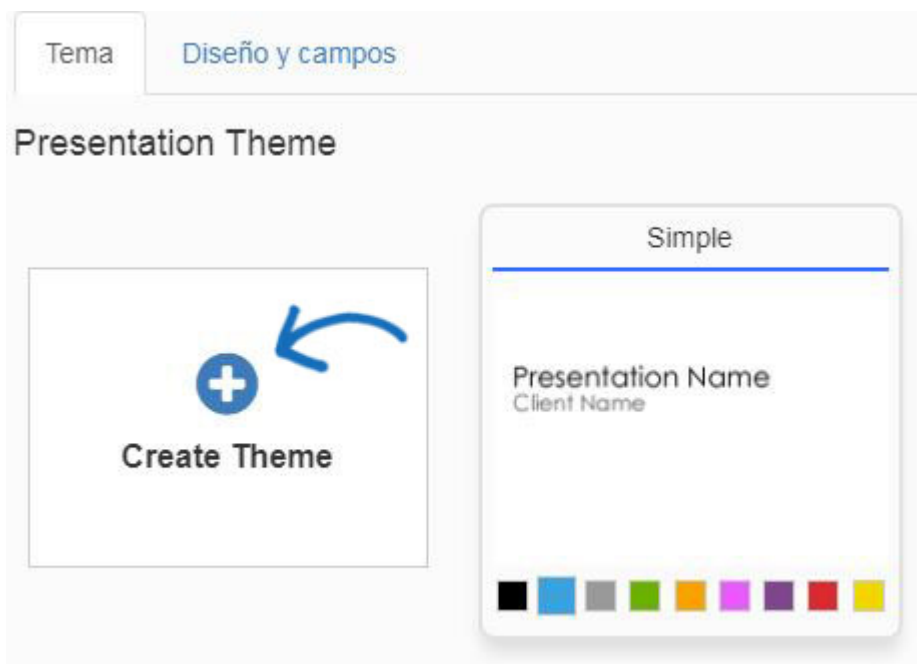 Tema
Diseño y campos
Presentation Theme
Simple
Presentation Name
Client Name
Create Theme